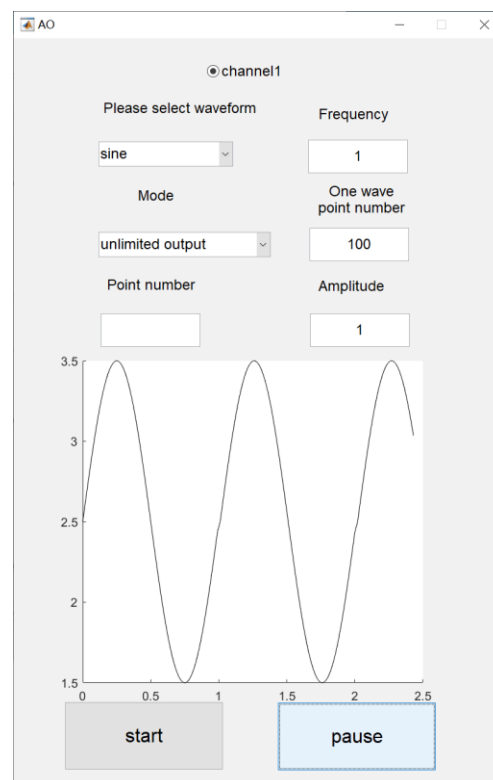 AO
channel1
Please select waveform
Frequency
sine
1
Mode
One wave
point number
unlimited output
100
Point number
Amplitude
1
3.5
3
2.5
2
1.5
0 0.5 1 1.5 2 2.5
start
pause